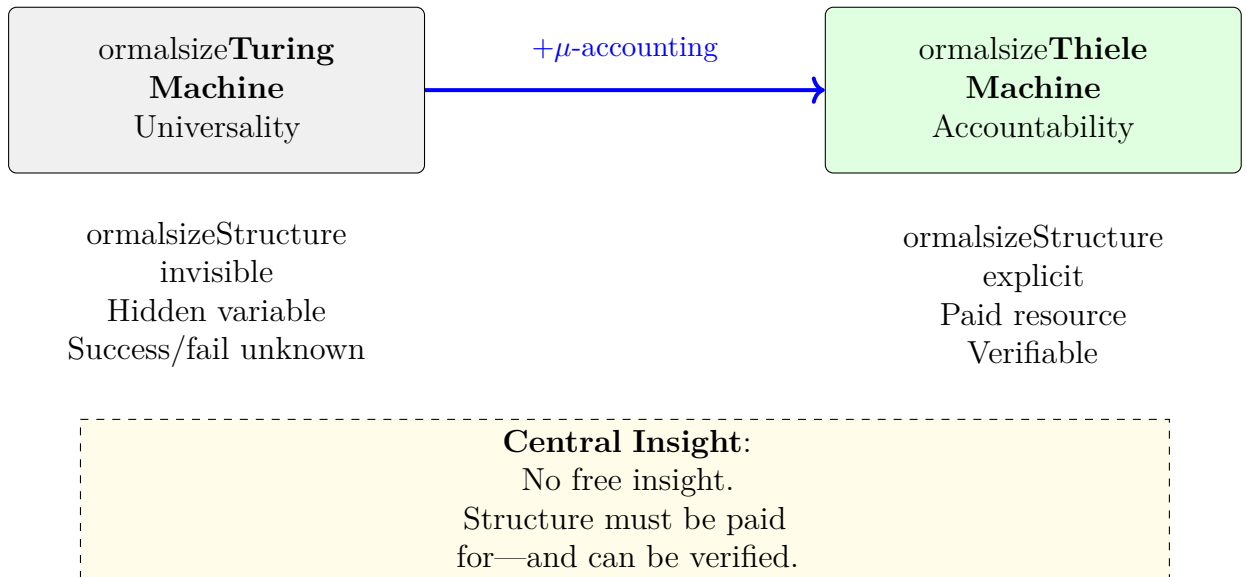 ormalsizeTuring
Machine
Universality
+μ-accounting
ormalsizeThiele
Machine
Accountability
ormalsizeStructure
invisible
Hidden variable
Success/fail unknown
ormalsizeStructure
explicit
Paid resource
Verifiable
Central Insight:
No free insight.
Structure must be paid
for—and can be verified.